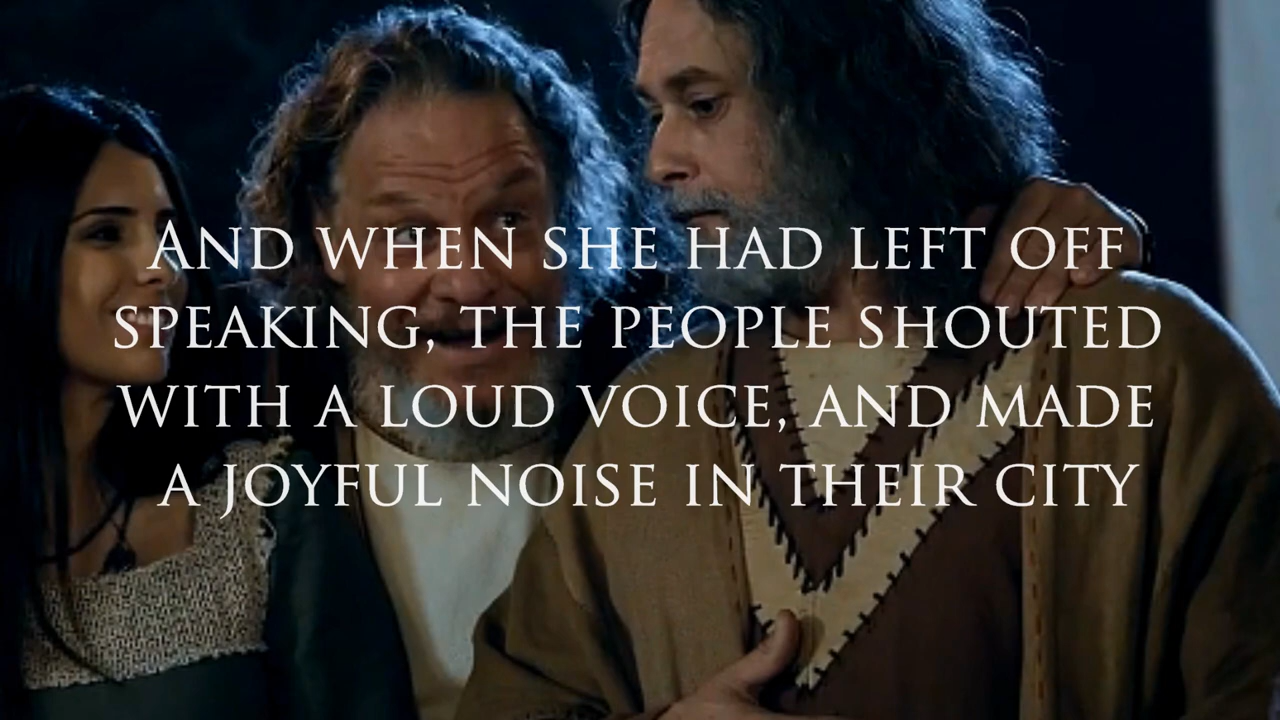 And when she had left off
speaking, the people shouted
with a loud voice, and made
a joyful noise in their city